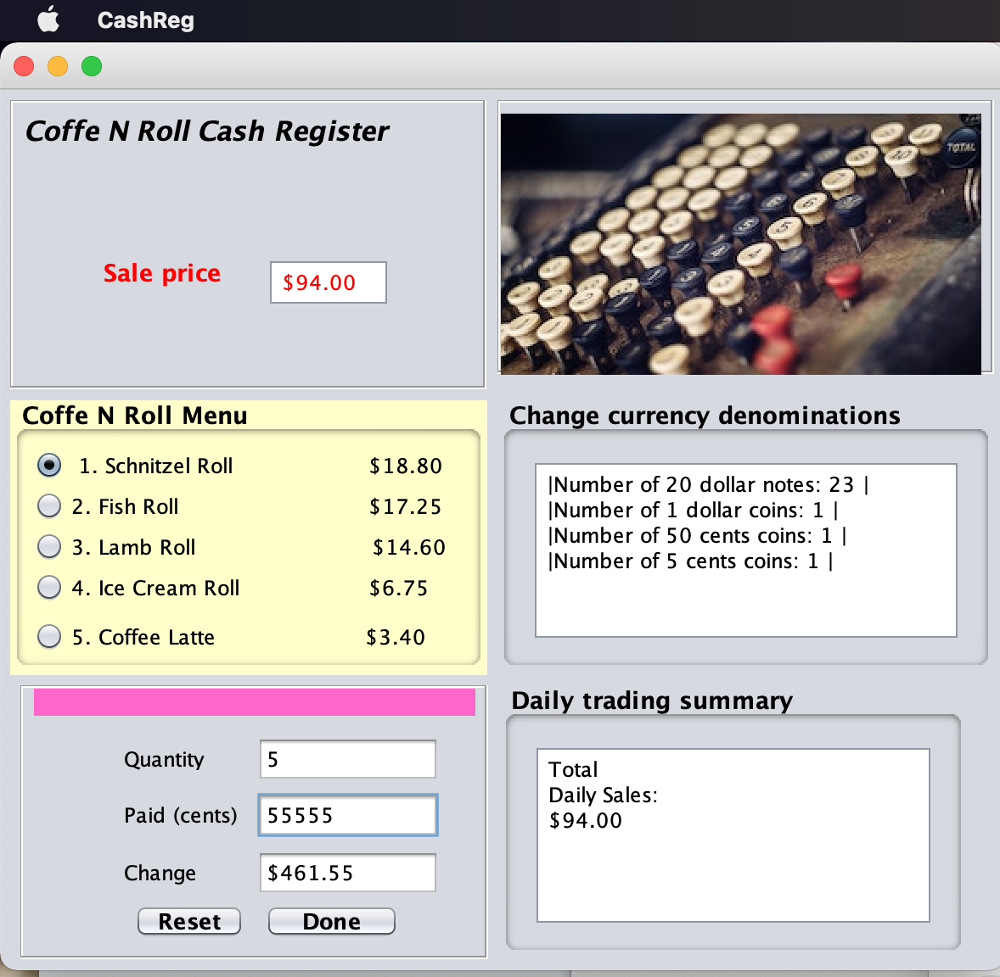 CashReg
Coffe N Roll Cash Register
TOTAL
Sale price
$94.00
Coffe N Roll Menu
1. Schnitzel Roll $18.80
2. Fish Roll $17.25
3. Lamb Roll $14.60
4. Ice Cream Roll $6.75
5. Coffee Latte $3.40
Change currency denominations
|Number of 20 dollar notes: 23 |
|Number of 1 dollar coins: 1 |
|Number of 50 cents coins: 1 |
|Number of 5 cents coins: 1 |
Quantity 5
Paid (cents) 55555
Change $461.55
Reset Done
Daily trading summary
Total
Daily Sales:
$94.00